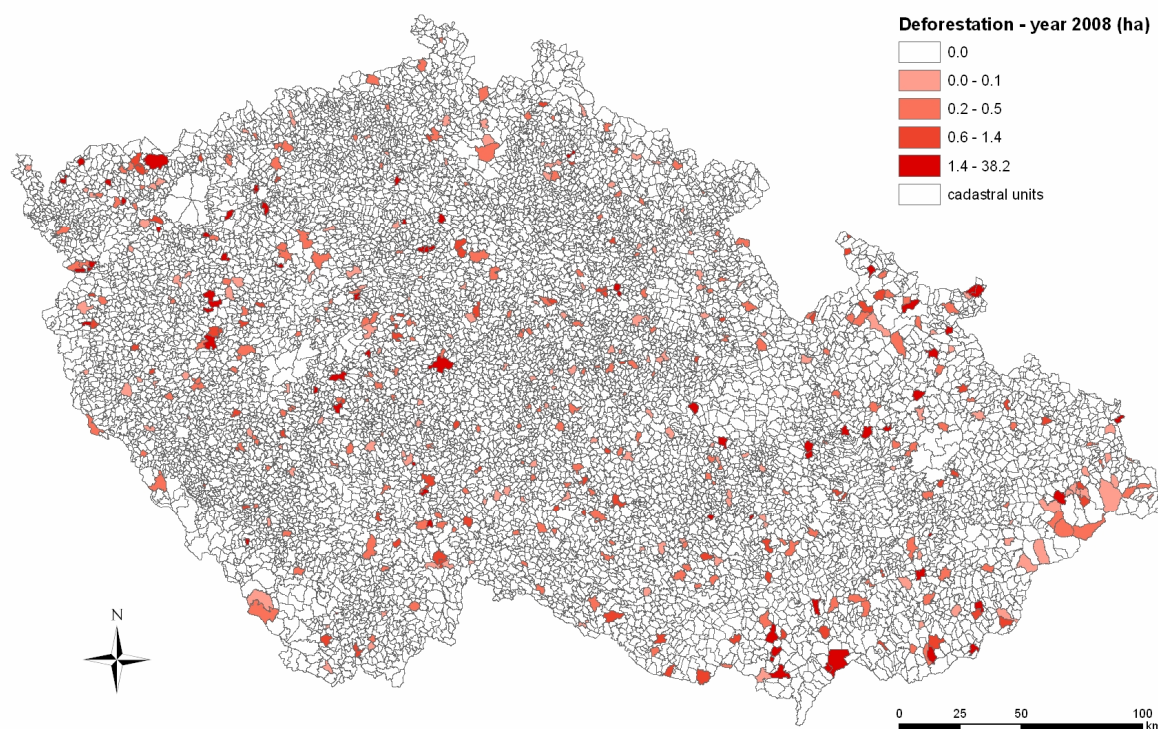 Deforestation - year 2008 (ha)
0.0
0.0 - 0.1
0.2 - 0.5
0.6 - 1.4
1.4 - 38.2
cadastral units
N
0 25 50 100
km